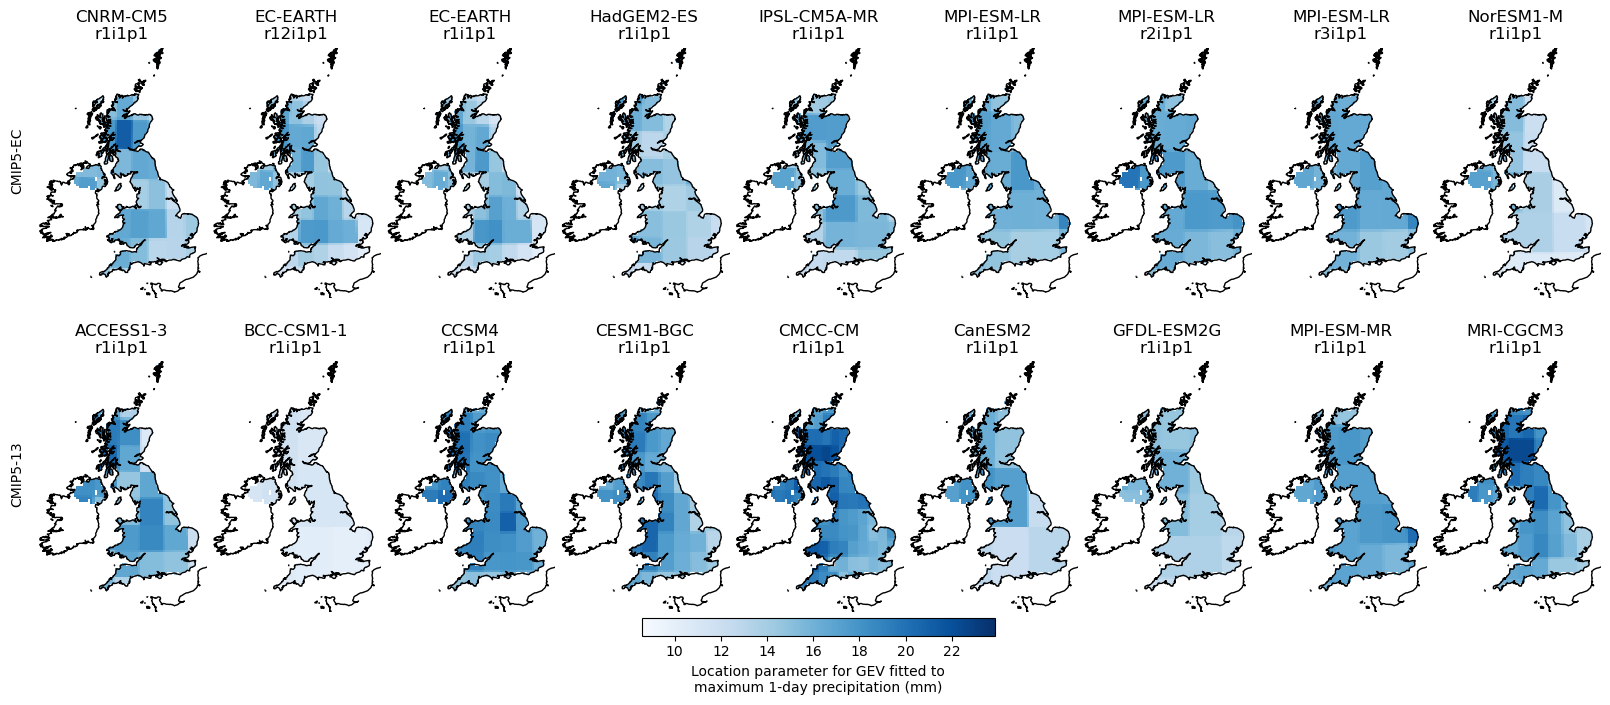 CNRM-CM5 EC-EARTH EC-EARTH HadGEM2-ES IPSL-CM5A-MR MPI-ESM-LR MPI-ESM-LR MPI-ESM-LR NorESM1-M
r1i1p1 r12i1p1 r1i1p1 r1i1p1 r1i1p1 r1i1p1 r2i1p1 r3i1p1 r1i1p1
CMIP5-EC
ACCESS1-3 BCC-CSM1-1 CCSM4 CESM1-BGC CMCC-CM CanESM2 GFDL-ESM2G MPI-ESM-MR MRI-CGCM3
r1i1p1 r1i1p1 r1i1p1 r1i1p1 r1i1p1 r1i1p1 r1i1p1 r1i1p1 r1i1p1
CMIP5-13
10 12 14 16 18 20 22
Location parameter for GEV fitted to
maximum 1-day precipitation (mm)